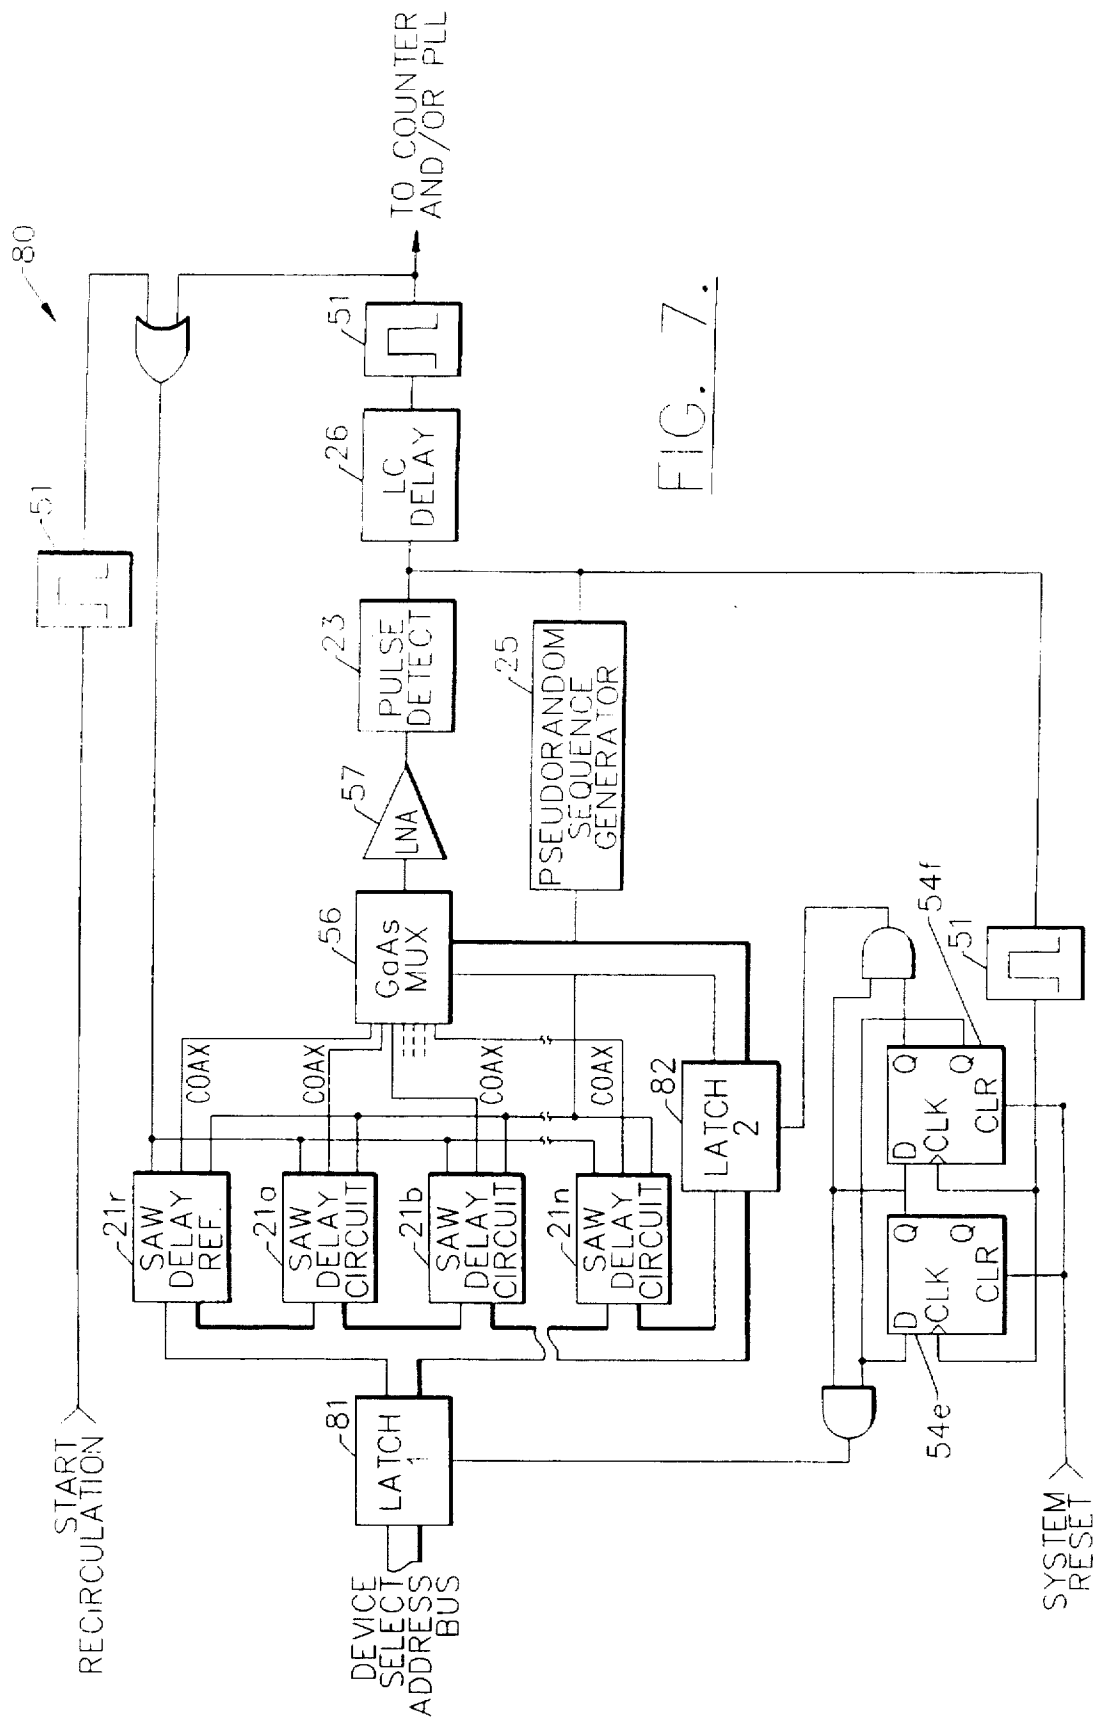 START
RECIRCULATION
51
80
TO COUNTER
AND/OR PLL
DEVICE
SELECT
ADDRESS
BUS
LATCH
1
81
SAW
DELAY
REF.
21r
SAW
DELAY
CIRCUIT
21a
SAW
DELAY
CIRCUIT
21b
SAW
DELAY
CIRCUIT
21n
COAX
COAX
COAX
COAX
GaAs
MUX
56
LNA
57
PULSE
DETECT
23
LC
DELAY
26
51
PSEUDORANDOM
SEQUENCE
GENERATOR
25
LATCH
2
82
D
Q
CLK
Q
CLR
54e
D
Q
CLK
Q
CLR
54f
51
SYSTEM
RESET
FIG. 7.